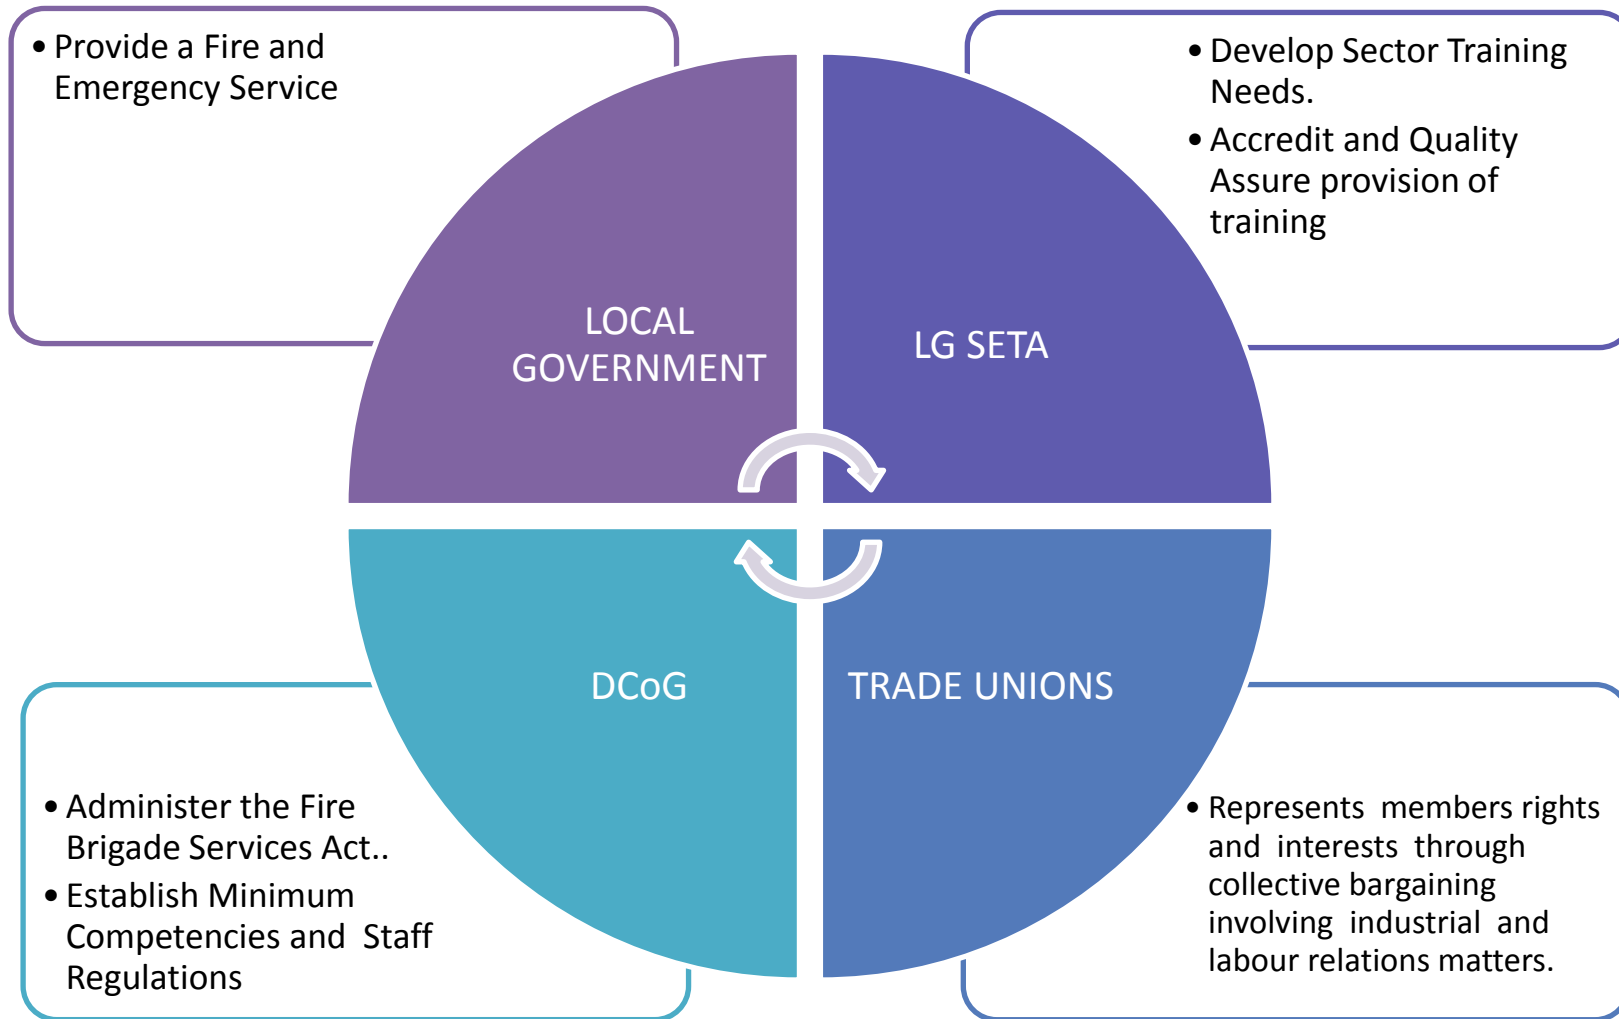 • Provide a Fire and
Emergency Service
• Develop Sector Training
Needs.
• Accredit and Quality
Assure provision of
training
LOCAL
GOVERNMENT
LG SETA
DCoG
TRADE UNIONS
• Administer the Fire
Brigade Services Act..
• Establish Minimum
Competencies and Staff
Regulations
• Represents members rights
and interests through
collective bargaining
involving industrial and
labour relations matters.